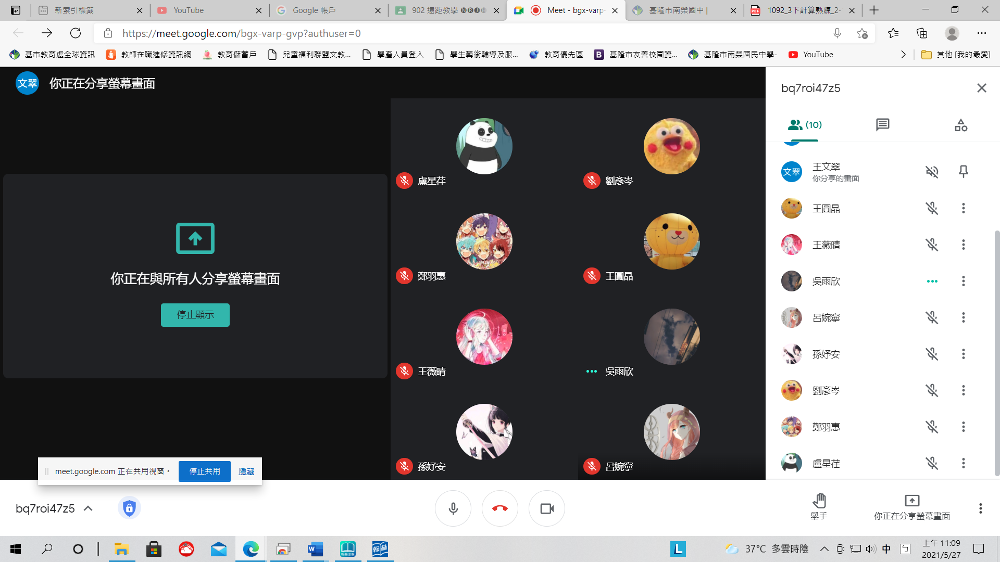 新索引標籤
YouTube
Google 帳戶
902 遠距教學 🅝🅡🅙🅗
Meet - bgx-varp-
基隆市南榮國中 |
1092_3下計算熟練_2-
https://meet.google.com/bgx-varp-gvp?authuser=0
基市教育處全球資訊
教師在職進修資訊網
教育儲蓄戶
兒童福利聯盟文教...
學產人員登入
學生轉銜輔導及服...
教育優先區
基隆市友善校園資...
基隆市南榮國民中學-
YouTube
其他 [我的最愛]
文翠
你正在分享螢幕畫面
你正在與所有人分享螢幕畫面
停止顯示
盧星荏
劉彥岑
鄭羽惠
王圓晶
王薇晴
吳雨欣
孫妤安
呂婉寧
bq7roi47z5
(10)
文翠
王文翠
你分享的畫面
王圓晶
王薇晴
吳雨欣
呂婉寧
孫妤安
劉彥岑
鄭羽惠
盧星荏
meet.google.com 正在共用視窗。
停止共用
隱藏
bq7roi47z5
舉手
你正在分享螢幕畫面
37°C 多雲時陰
中
上午 11:09
2021/5/27